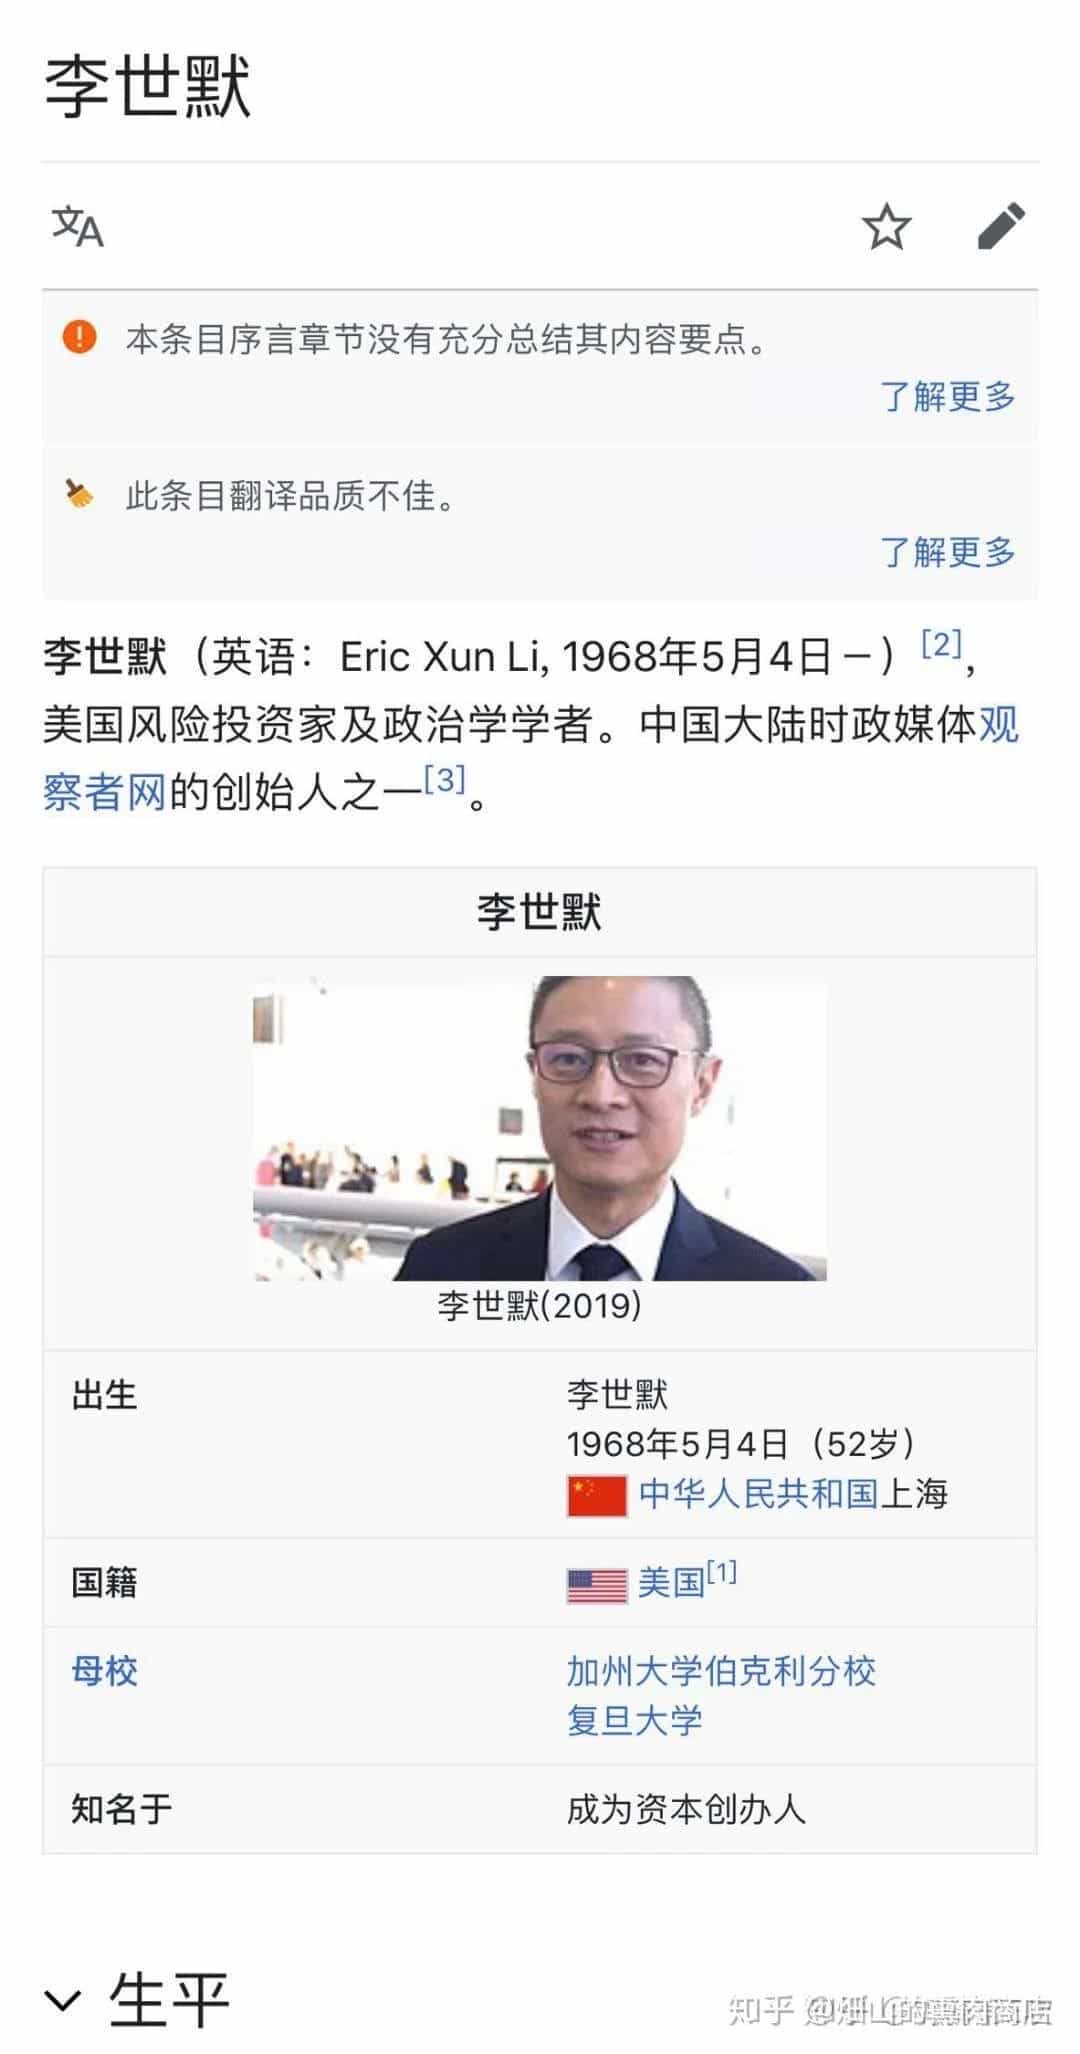 李世默
本条目序言章节没有充分总结其内容要点。
了解更多
此条目翻译品质不佳。
了解更多
李世默（英语：Eric Xun Li, 1968年5月4日－）[2],
美国风险投资家及政治学学者。中国大陆时政媒体观
察者网的创始人之一[3]。
李世默
李世默(2019)
出生
李世默
1968年5月4日（52岁）
中华人民共和国上海
国籍
美国[1]
母校
加州大学伯克利分校
复旦大学
知名于
成为资本创办人
生平
知乎